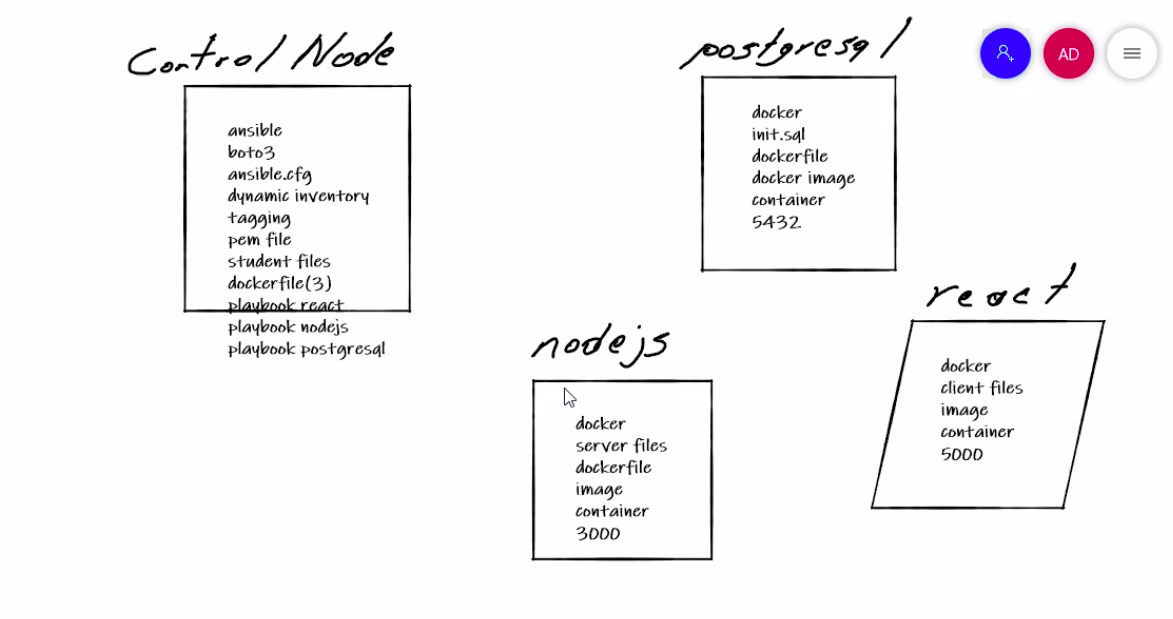 Control Node
ansible
boto3
ansible.cfg
dynamic inventory
tagging
pem file
student files
dockerfile(3)
playbook react
playbook nodejs
playbook postgresql
postgresql
docker
init.sql
dockerfile
docker image
container
5432
AD
nodejs
docker
server files
dockerfile
image
container
3000
react
docker
client files
image
container
5000